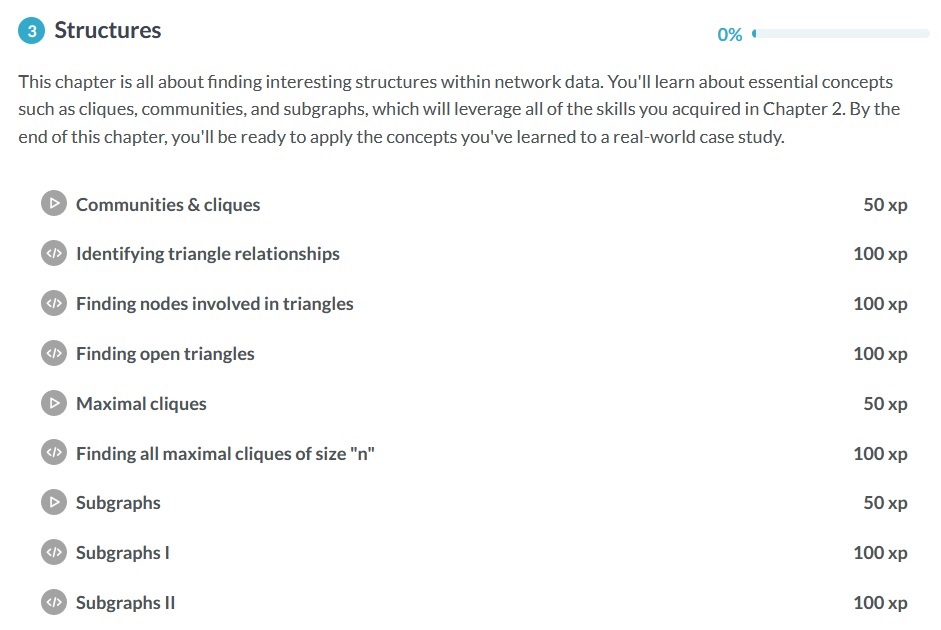 3 Structures 0%
This chapter is all about finding interesting structures within network data. You'll learn about essential concepts
such as cliques, communities, and subgraphs, which will leverage all of the skills you acquired in Chapter 2. By the
end of this chapter, you'll be ready to apply the concepts you've learned to a real-world case study.
Communities & cliques 50 xp
</> Identifying triangle relationships 100 xp
</> Finding nodes involved in triangles 100 xp
</> Finding open triangles 100 xp
Maximal cliques 50 xp
</> Finding all maximal cliques of size "n" 100 xp
Subgraphs 50 xp
</> Subgraphs I 100 xp
</> Subgraphs II 100 xp